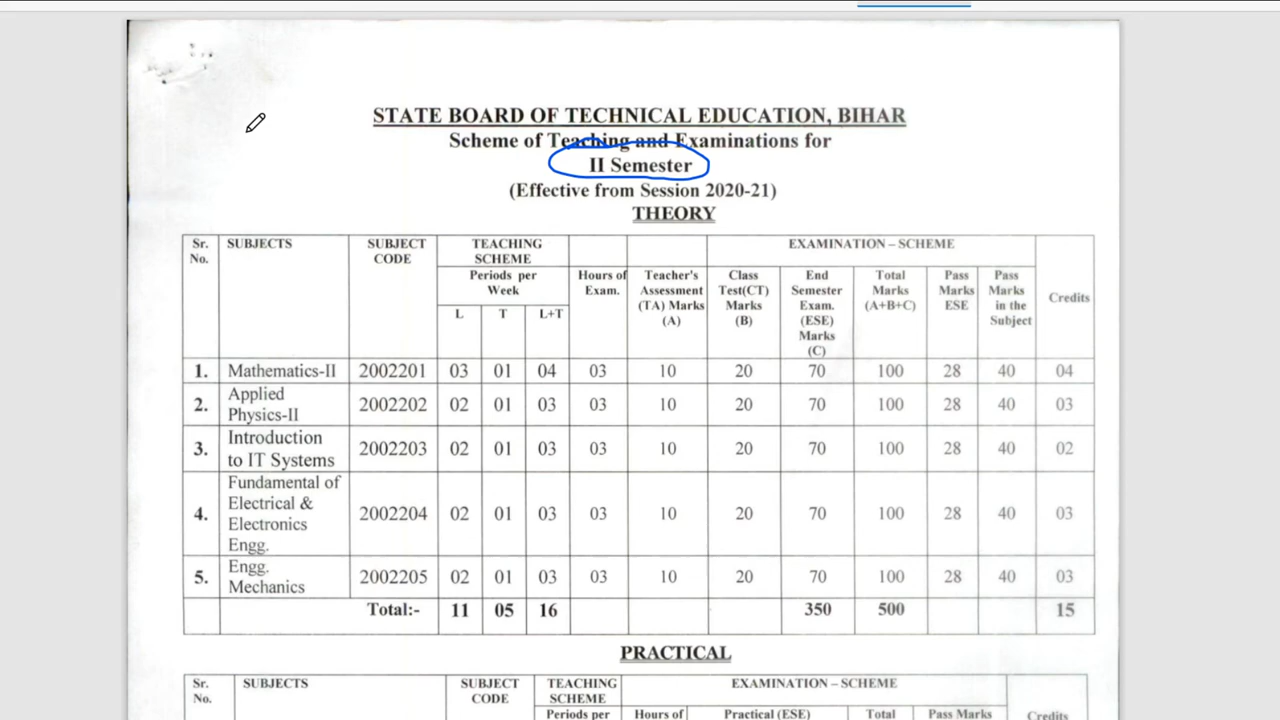 STATE BOARD OF TECHNICAL EDUCATION, BIHAR
Scheme of Teaching and Examinations for
II Semester
(Effective from Session 2020-21)
THEORY
Sr. No. SUBJECTS SUBJECT CODE TEACHING SCHEME EXAMINATION – SCHEME
Periods per Week Hours of Exam. Teacher's Assessment (TA) Marks (A) Class Test(CT) Marks (B) End Semester Exam. (ESE) Marks (C) Total Marks (A+B+C) Pass Marks ESE Pass Marks in the Subject Credits
L T L+T
1. Mathematics-II 2002201 03 01 04 03 10 20 70 100 28 40 04
2. Applied Physics-II 2002202 02 01 03 03 10 20 70 100 28 40 03
3. Introduction to IT Systems 2002203 02 01 03 03 10 20 70 100 28 40 02
4. Fundamental of Electrical & Electronics Engg. 2002204 02 01 03 03 10 20 70 100 28 40 03
5. Engg. Mechanics 2002205 02 01 03 03 10 20 70 100 28 40 03
Total:- 11 05 16 350 500 15
PRACTICAL
Sr. No. SUBJECTS SUBJECT CODE TEACHING SCHEME EXAMINATION – SCHEME
Periods per Hours of Practical (ESE) Total Pass Marks Credits